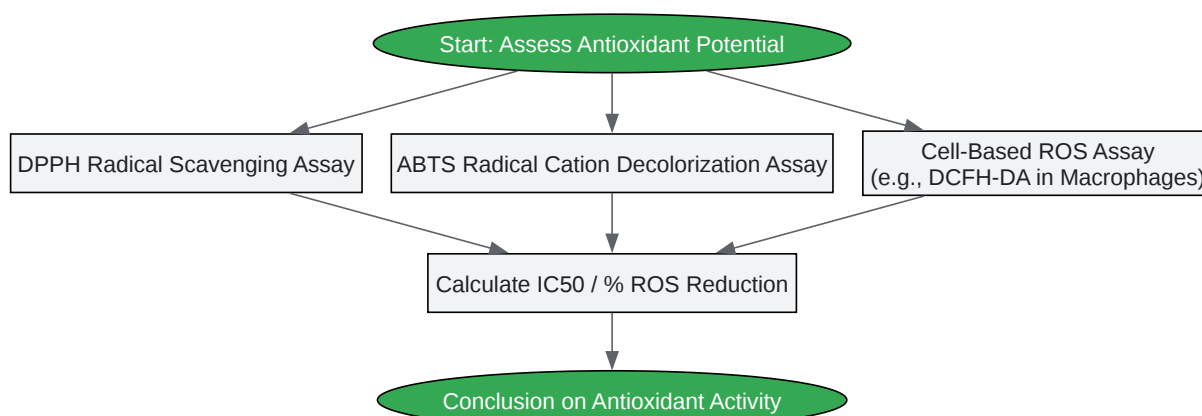 Start: Assess Antioxidant Potential
DPPH Radical Scavenging Assay
ABTS Radical Cation Decolorization Assay
Cell-Based ROS Assay
(e.g., DCFH-DA in Macrophages)
Calculate IC50 / % ROS Reduction
Conclusion on Antioxidant Activity